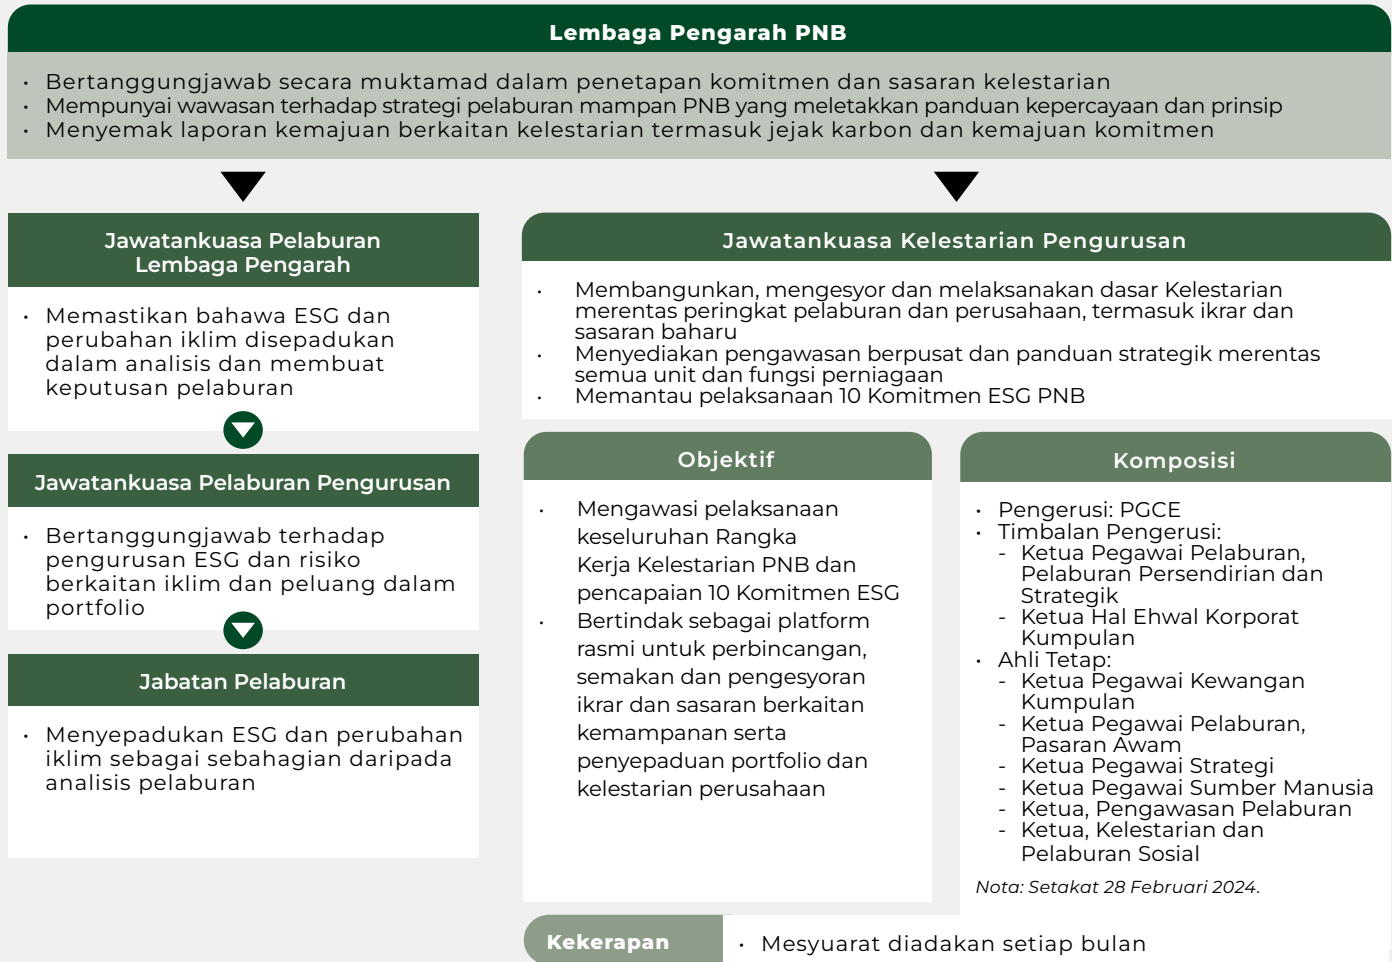 Lembaga Pengarah PNB
• Bertanggungjawab secara muktamad dalam penetapan komitmen dan sasaran kelestarian
• Mempunyai wawasan terhadap strategi pelaburan mampan PNB yang meletakkan panduan kepercayaan dan prinsip
• Menyemak laporan kemajuan berkaitan kelestarian termasuk jejak karbon dan kemajuan komitmen
Jawatankuasa Pelaburan
Lembaga Pengarah
• Memastikan bahawa ESG dan
perubahan iklim disepadukan
dalam analisis dan membuat
keputusan pelaburan
Jawatankuasa Pelaburan Pengurusan
• Bertanggungjawab terhadap
pengurusan ESG dan risiko
berkaitan iklim dan peluang dalam
portfolio
Jabatan Pelaburan
• Menyepadukan ESG dan perubahan
iklim sebagai sebahagian daripada
analisis pelaburan
Jawatankuasa Kelestarian Pengurusan
• Membangunkan, mengesyor dan melaksanakan dasar Kelestarian
merentas peringkat pelaburan dan perusahaan, termasuk ikrar dan
sasaran baharu
• Menyediakan pengawasan berpusat dan panduan strategik merentas
semua unit dan fungsi perniagaan
• Memantau pelaksanaan 10 Komitmen ESG PNB
Objektif
• Mengawasi pelaksanaan
keseluruhan Rangka
Kerja Kelestarian PNB dan
pencapaian 10 Komitmen ESG
• Bertindak sebagai platform
rasmi untuk perbincangan,
semakan dan pengesyoran
ikrar dan sasaran berkaitan
kemampanan serta
penyepaduan portfolio dan
kelestarian perusahaan
Komposisi
• Pengerusi: PGCE
• Timbalan Pengerusi:
- Ketua Pegawai Pelaburan,
Pelaburan Persendirian dan
Strategik
- Ketua Hal Ehwal Korporat
Kumpulan
• Ahli Tetap:
- Ketua Pegawai Kewangan
Kumpulan
- Ketua Pegawai Pelaburan,
Pasaran Awam
- Ketua Pegawai Strategi
- Ketua Pegawai Sumber Manusia
- Ketua, Pengawasan Pelaburan
- Ketua, Kelestarian dan
Pelaburan Sosial
Nota: Setakat 28 Februari 2024.
Kekerapan
• Mesyuarat diadakan setiap bulan